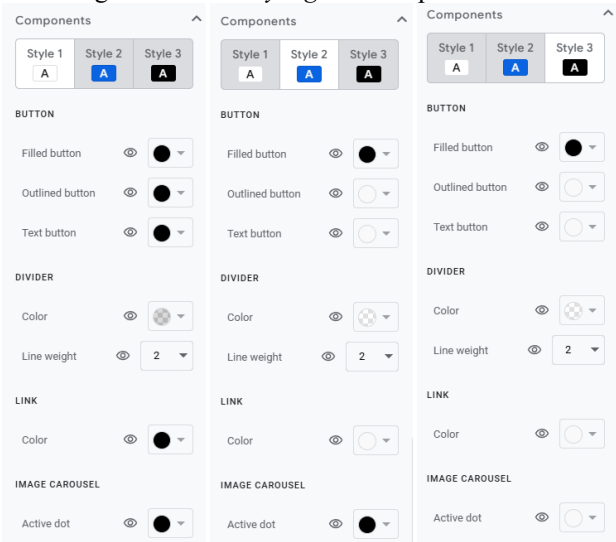 Components
Style 1 Style 2 Style 3
A A A
BUTTON
Filled button
Outlined button
Text button
DIVIDER
Color
Line weight 2
LINK
Color
IMAGE CAROUSEL
Active dot
Components
Style 1 Style 2 Style 3
A A A
BUTTON
Filled button
Outlined button
Text button
DIVIDER
Color
Line weight 2
LINK
Color
IMAGE CAROUSEL
Active dot
Components
Style 1 Style 2 Style 3
A A A
BUTTON
Filled button
Outlined button
Text button
DIVIDER
Color
Line weight 2
LINK
Color
IMAGE CAROUSEL
Active dot